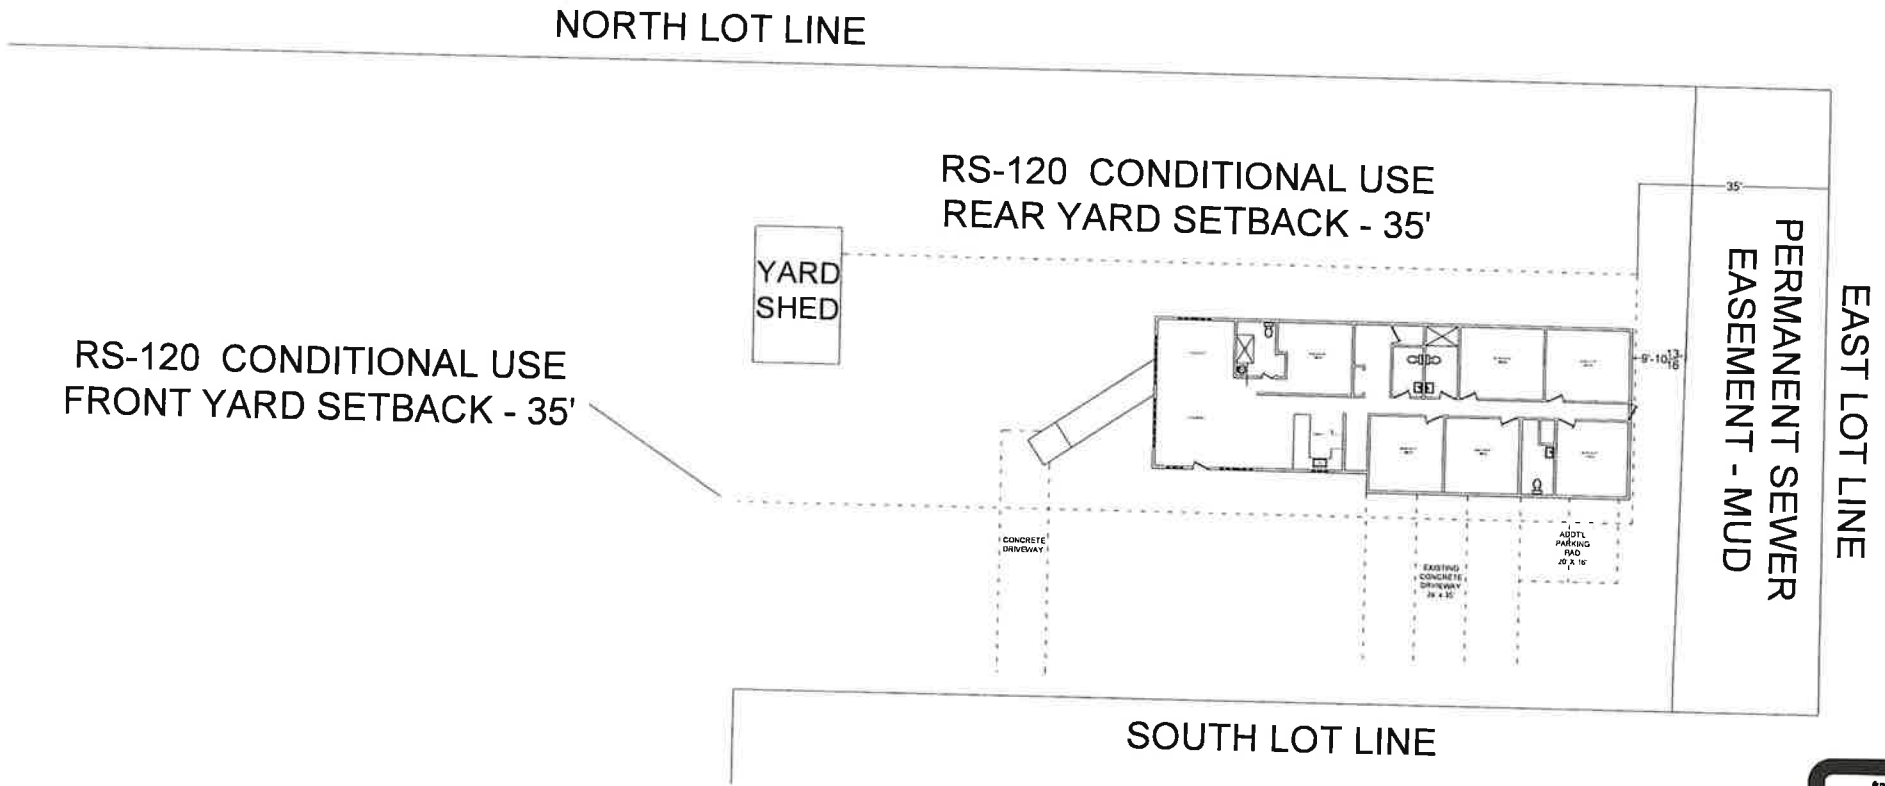 NORTH LOT LINE
RS-120 CONDITIONAL USE
REAR YARD SETBACK - 35'
35'
PERMANENT SEWER
EASEMENT - MUD
EAST LOT LINE
YARD
SHED
RS-120 CONDITIONAL USE
FRONT YARD SETBACK - 35'
9'-10 13/16"
CONCRETE
DRIVEWAY
EXISTING
CONCRETE
DRIVEWAY
ADDT'L
PARKING
PAD
20' X 16'
SOUTH LOT LINE